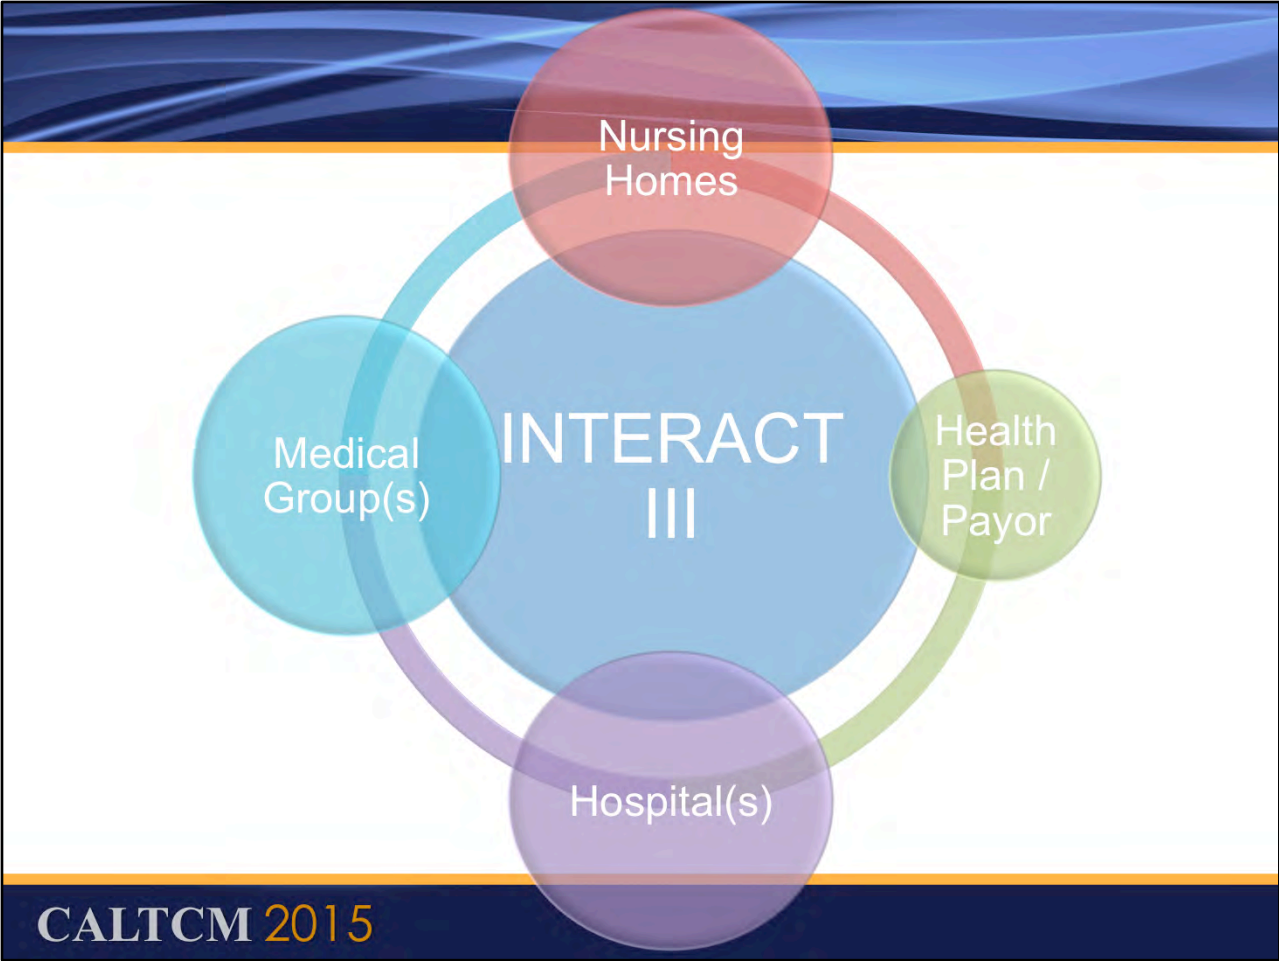 Nursing
Homes
Medical
Group(s)
INTERACT
III
Health
Plan /
Payor
Hospital(s)
CALTCM 2015